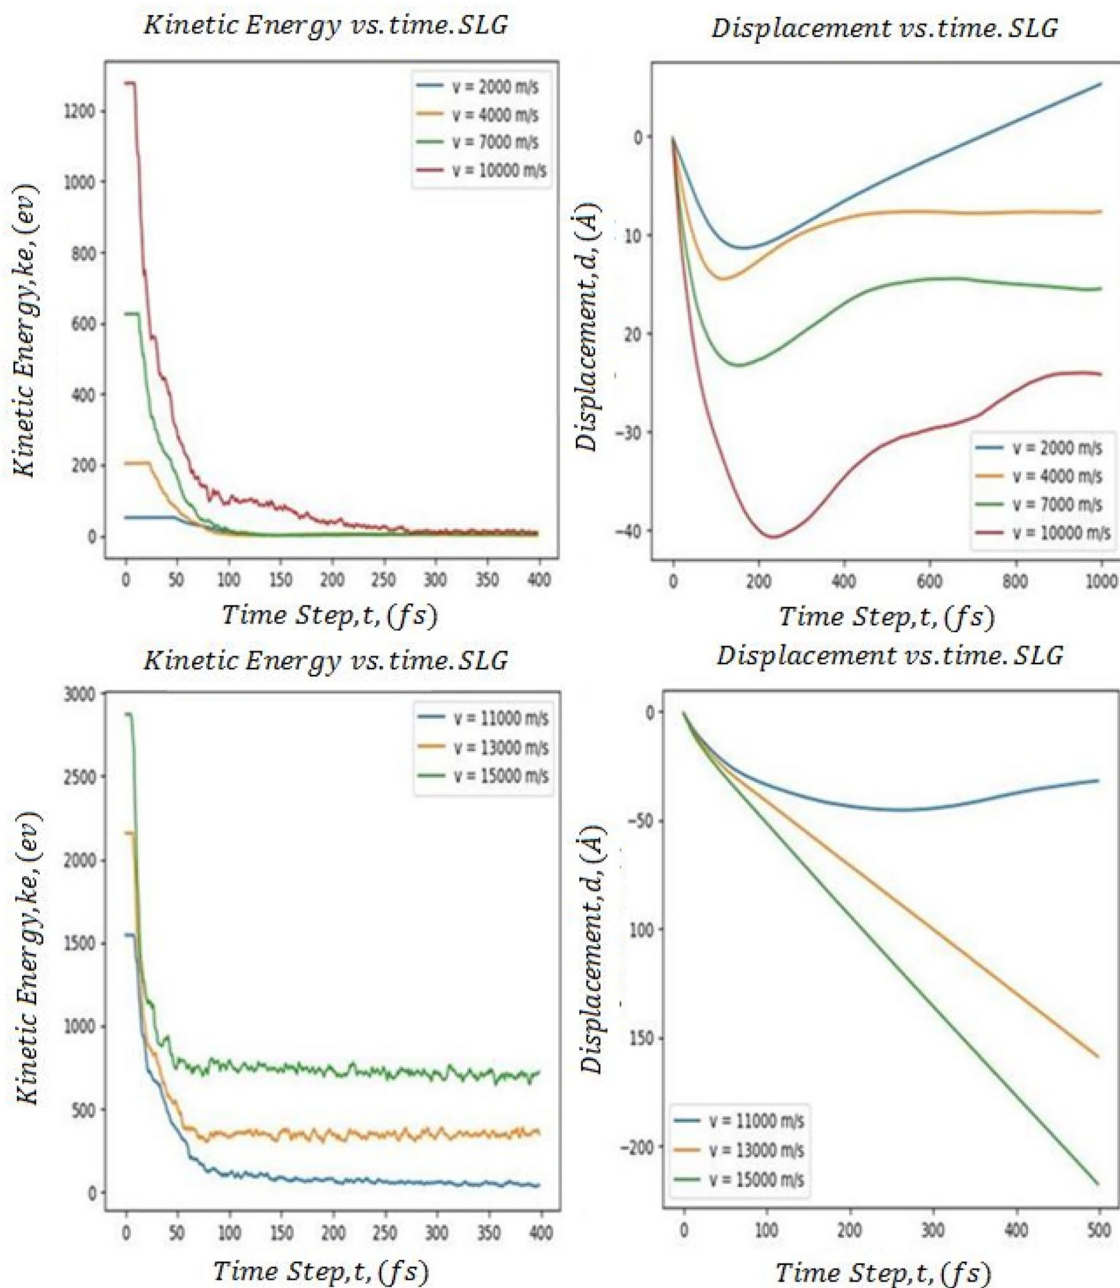 Kinetic Energy vs. time. SLG
v = 2000 m/s
v = 4000 m/s
v = 7000 m/s
v = 10000 m/s
1200
1000
800
600
400
200
0
Kinetic Energy,ke,(ev)
0 50 100 150 200 250 300 350 400
Time Step,t,(fs)
Displacement vs. time. SLG
0
10
20
−30
−40
Displacement,d,(Å)
v = 2000 m/s
v = 4000 m/s
v = 7000 m/s
v = 10000 m/s
0 200 400 600 800 1000
Time Step,t,(fs)
Kinetic Energy vs. time. SLG
3000
2500
2000
1500
1000
500
0
Kinetic Energy,ke,(ev)
v = 11000 m/s
v = 13000 m/s
v = 15000 m/s
0 50 100 150 200 250 300 350 400
Time Step,t,(fs)
Displacement vs. time. SLG
0
−50
100
150
−200
Displacement,d,(Å)
v = 11000 m/s
v = 13000 m/s
v = 15000 m/s
0 100 200 300 400 500
Time Step,t,(fs)